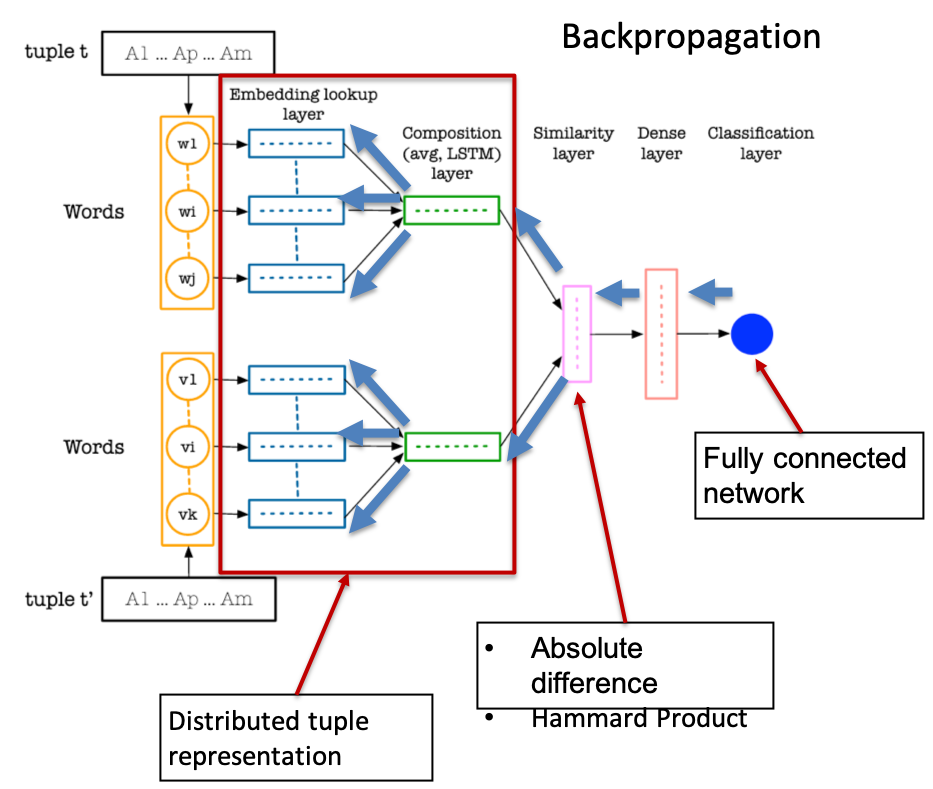 Backpropagation
tuple t
A1 ... Ap ... Am
Embedding lookup
layer
Composition
(avg, LSTM)
layer
Similarity
layer
Dense
layer
Classification
layer
w1
Words
wi
wj
v1
Words
vi
vk
Fully connected
network
tuple t'
A1 ... Ap ... Am
• Absolute
difference
• Hammard Product
Distributed tuple
representation